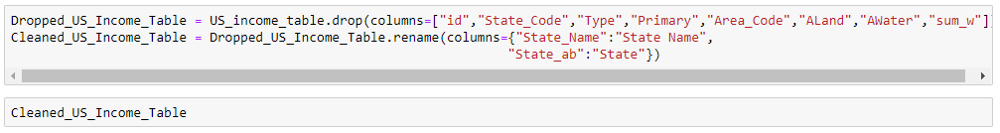 Dropped_US_Income_Table = US_income_table.drop(columns=["id","State_Code","Type","Primary","Area_Code","ALand","AWater","sum_w"]
Cleaned_US_Income_Table = Dropped_US_Income_Table.rename(columns={"State_Name":"State Name",
"State_ab":"State"})
Cleaned_US_Income_Table